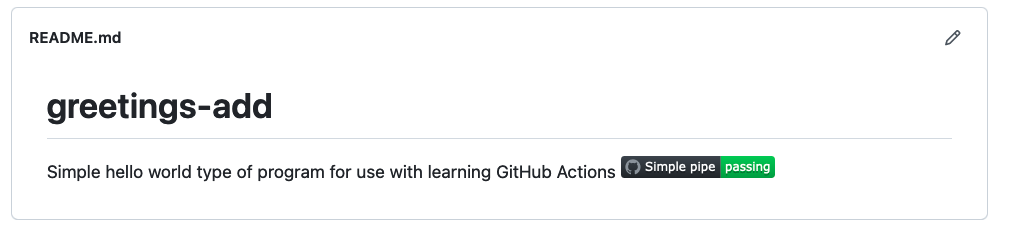 README.md
greetings-add
Simple hello world type of program for use with learning GitHub Actions Simple pipe passing